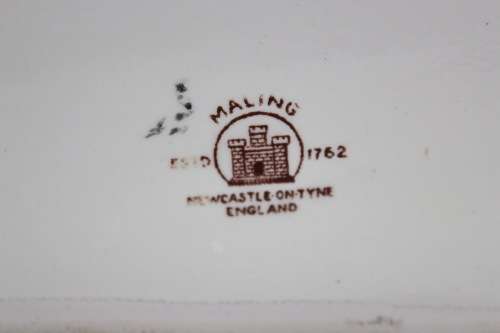 MALING
ESTD 1762
NEWCASTLE-ON-TYNE
ENGLAND